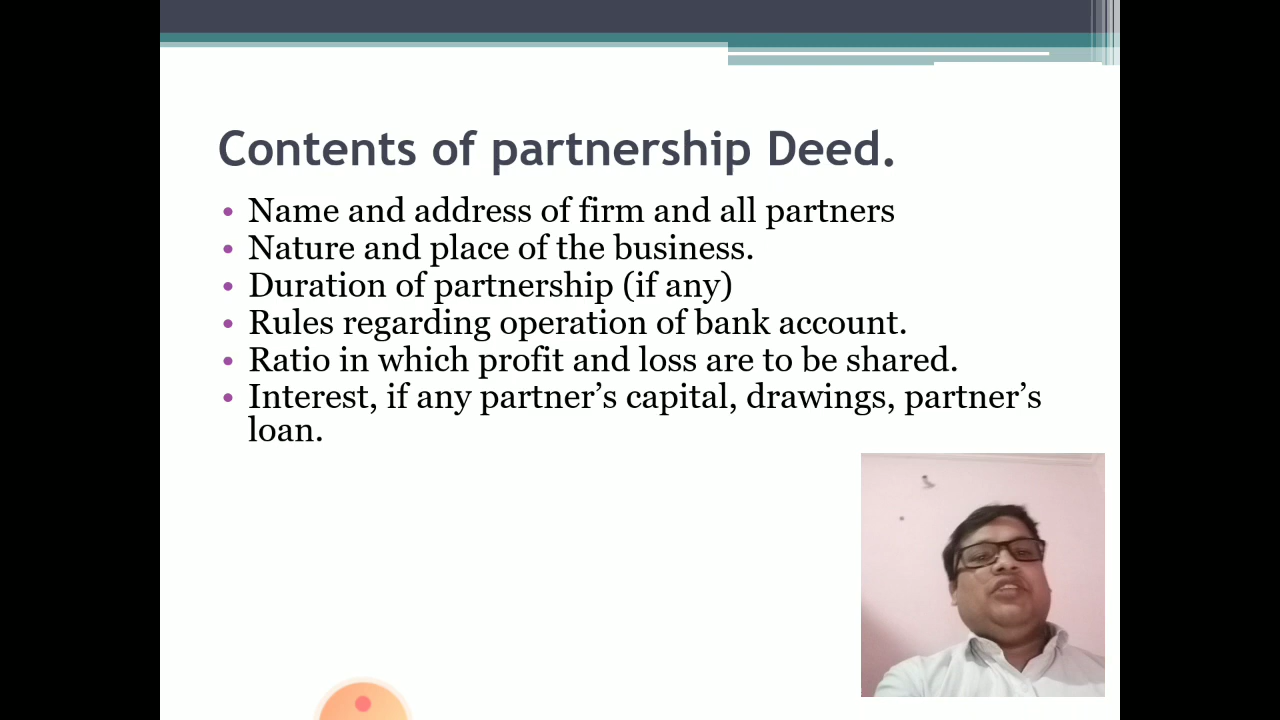 Contents of partnership Deed.
• Name and address of firm and all partners
• Nature and place of the business.
• Duration of partnership (if any)
• Rules regarding operation of bank account.
• Ratio in which profit and loss are to be shared.
• Interest, if any partner’s capital, drawings, partner’s
loan.